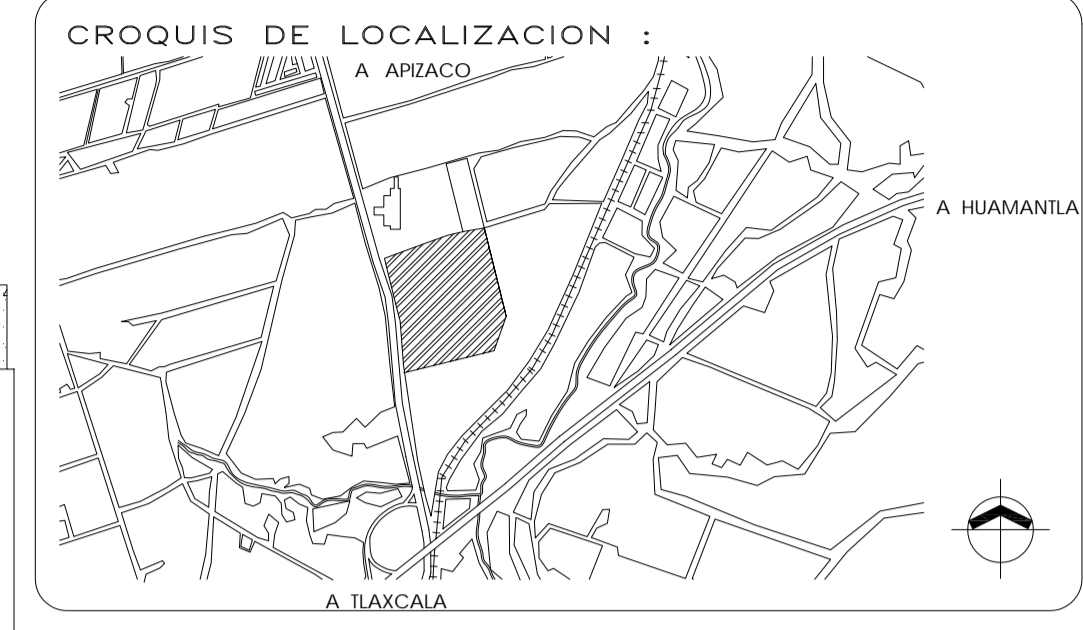 CROQUIS DE LOCALIZACION :
A APIZACO
A HUAMANTLA
A TLAXCALA